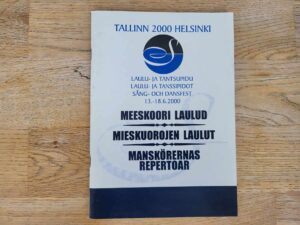 TALLINN 2000 HELSINKI
LAULU- JA TANTSUPIDU
LAULU- JA TANSSIPIDOT
SÅNG- OCH DANSFEST
13.-18.6.2000
MEESKOORI LAULUD
MIESKUOROJEN LAULUT
MANSKÖRERNAS
REPERTOAR